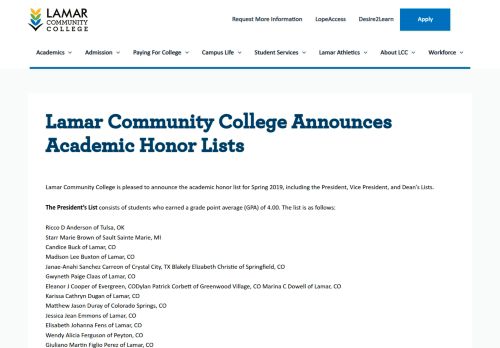 LAMAR
COMMUNITY
COLLEGE
Request More Information LopeAccess Desire2Learn Apply
Academics Admission Paying For College Campus Life Student Services Lamar Athletics About LCC Workforce
Lamar Community College Announces
Academic Honor Lists
Lamar Community College is pleased to announce the academic honor list for Spring 2019, including the President, Vice President, and Dean's Lists.
The President's List consists of students who earned a grade point average (GPA) of 4.00. The list is as follows:
Ricco D Anderson of Tulsa, OK
Starr Marie Brown of Sault Sainte Marie, MI
Candice Buck of Lamar, CO
Madison Lee Buxton of Lamar, CO
Janae-Anahi Sanchez Carreon of Crystal City, TX Blakely Elizabeth Christie of Springfield, CO
Gwyneth Paige Claas of Lamar, CO
Eleanor J Cooper of Evergreen, CODylan Patrick Corbett of Greenwood Village, CO Marina C Dowell of Lamar, CO
Karissa Cathryn Dugan of Lamar, CO
Matthew Jason Duray of Colorado Springs, CO
Jessica Jean Emmons of Lamar, CO
Elisabeth Johanna Fens of Lamar, CO
Wendy Alicia Ferguson of Peyton, CO
Giuliano Martin Figlio Perez of Lamar, CO